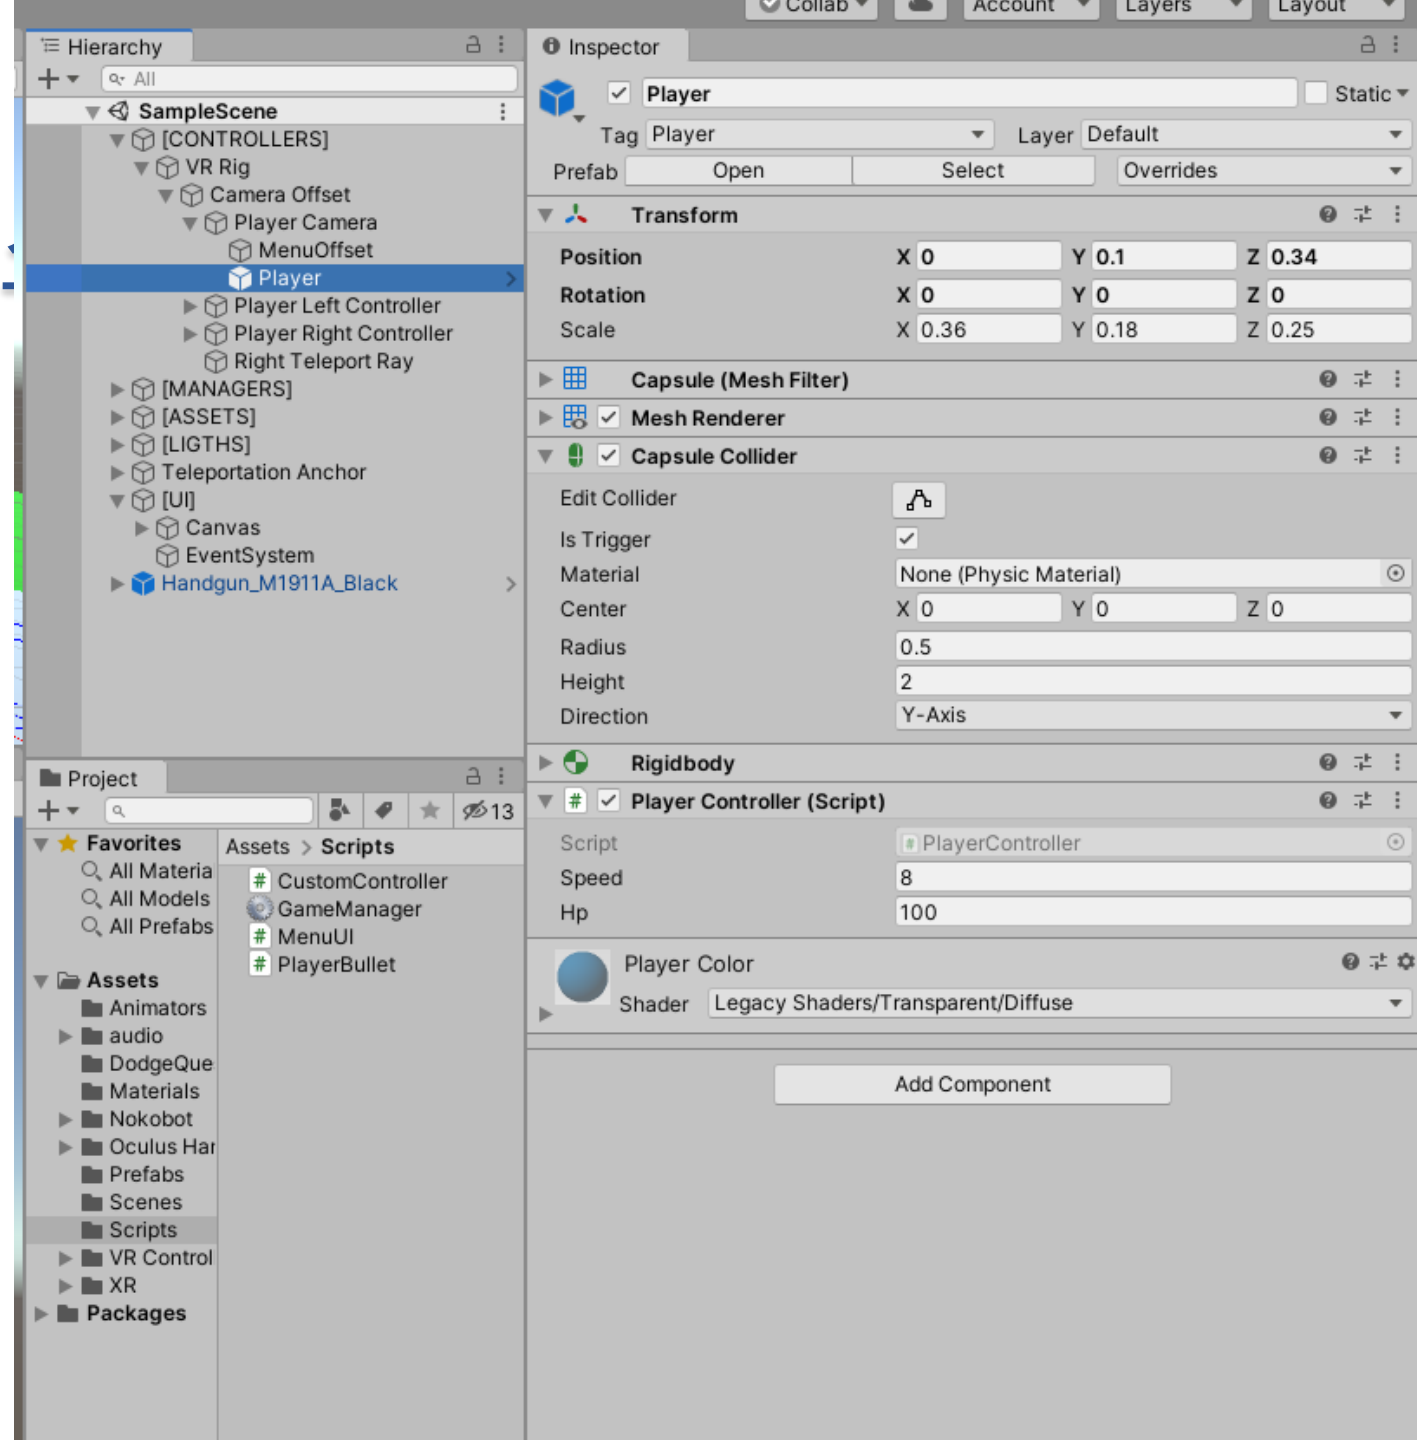 Collab
Account
Layers
Layout
Hierarchy
All
SampleScene
[CONTROLLERS]
VR Rig
Camera Offset
Player Camera
MenuOffset
Player
Player Left Controller
Player Right Controller
Right Teleport Ray
[MANAGERS]
[ASSETS]
[LIGTHS]
Teleportation Anchor
[UI]
Canvas
EventSystem
Handgun_M1911A_Black
Inspector
Player
Static
Tag Player
Layer Default
Prefab Open Select Overrides
Transform
Position X 0 Y 0.1 Z 0.34
Rotation X 0 Y 0 Z 0
Scale X 0.36 Y 0.18 Z 0.25
Capsule (Mesh Filter)
Mesh Renderer
Capsule Collider
Edit Collider
Is Trigger
Material None (Physic Material)
Center X 0 Y 0 Z 0
Radius 0.5
Height 2
Direction Y-Axis
Rigidbody
Player Controller (Script)
Script PlayerController
Speed 8
Hp 100
Player Color
Shader Legacy Shaders/Transparent/Diffuse
Add Component
Project
13
Favorites
All Materia
All Models
All Prefabs
Assets
Animators
audio
DodgeQue
Materials
Nokobot
Oculus Har
Prefabs
Scenes
Scripts
VR Control
XR
Packages
Assets > Scripts
CustomController
GameManager
MenuUI
PlayerBullet